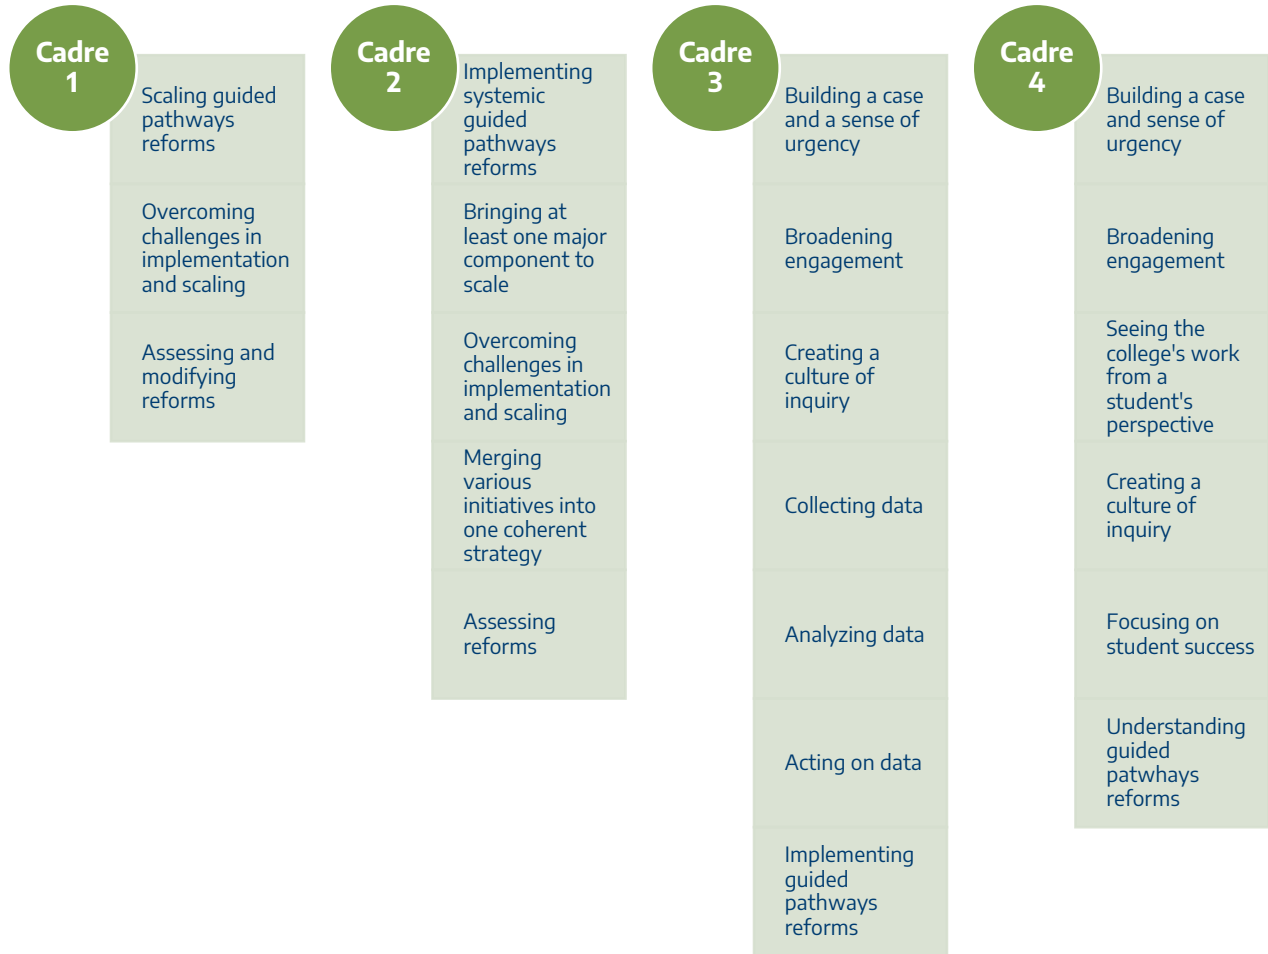 Cadre
1
Scaling guided
pathways
reforms
Overcoming
challenges in
implementation
and scaling
Assessing and
modifying
reforms
Cadre
2
Implementing
systemic
guided
pathways
reforms
Bringing at
least one major
component to
scale
Overcoming
challenges in
implementation
and scaling
Merging
various
initiatives into
one coherent
strategy
Assessing
reforms
Cadre
3
Building a case
and a sense of
urgency
Broadening
engagement
Creating a
culture of
inquiry
Collecting data
Analyzing data
Acting on data
Implementing
guided
pathways
reforms
Cadre
4
Building a case
and sense of
urgency
Broadening
engagement
Seeing the
college's work
from a
student's
perspective
Creating a
culture of
inquiry
Focusing on
student success
Understanding
guided
patwhays
reforms